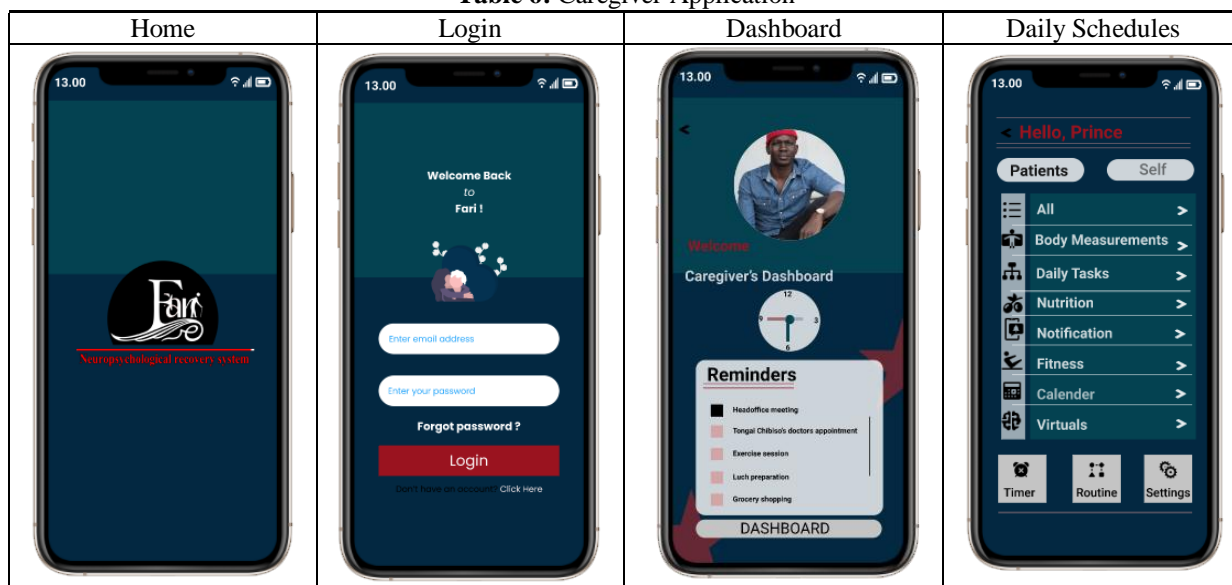 Table 6. Caregiver Application
Home
Login
Dashboard
Daily Schedules
13.00
Fari
Neuropsychological recovery system
13.00
Welcome Back
to
Fari !
Enter email address
Enter your password
Forgot password ?
Login
Don't have an account? Click Here
13.00
<
Welcome
Caregiver's Dashboard
12
9
3
6
Reminders
Headoffice meeting
Tongai Chibiso's doctors appointment
Exercise session
Luch preparation
Grocery shopping
DASHBOARD
13.00
< Hello, Prince
Patients
Self
All >
Body Measurements >
Daily Tasks >
Nutrition >
Notification >
Fitness >
Calender >
Virtuals >
Timer
Routine
Settings